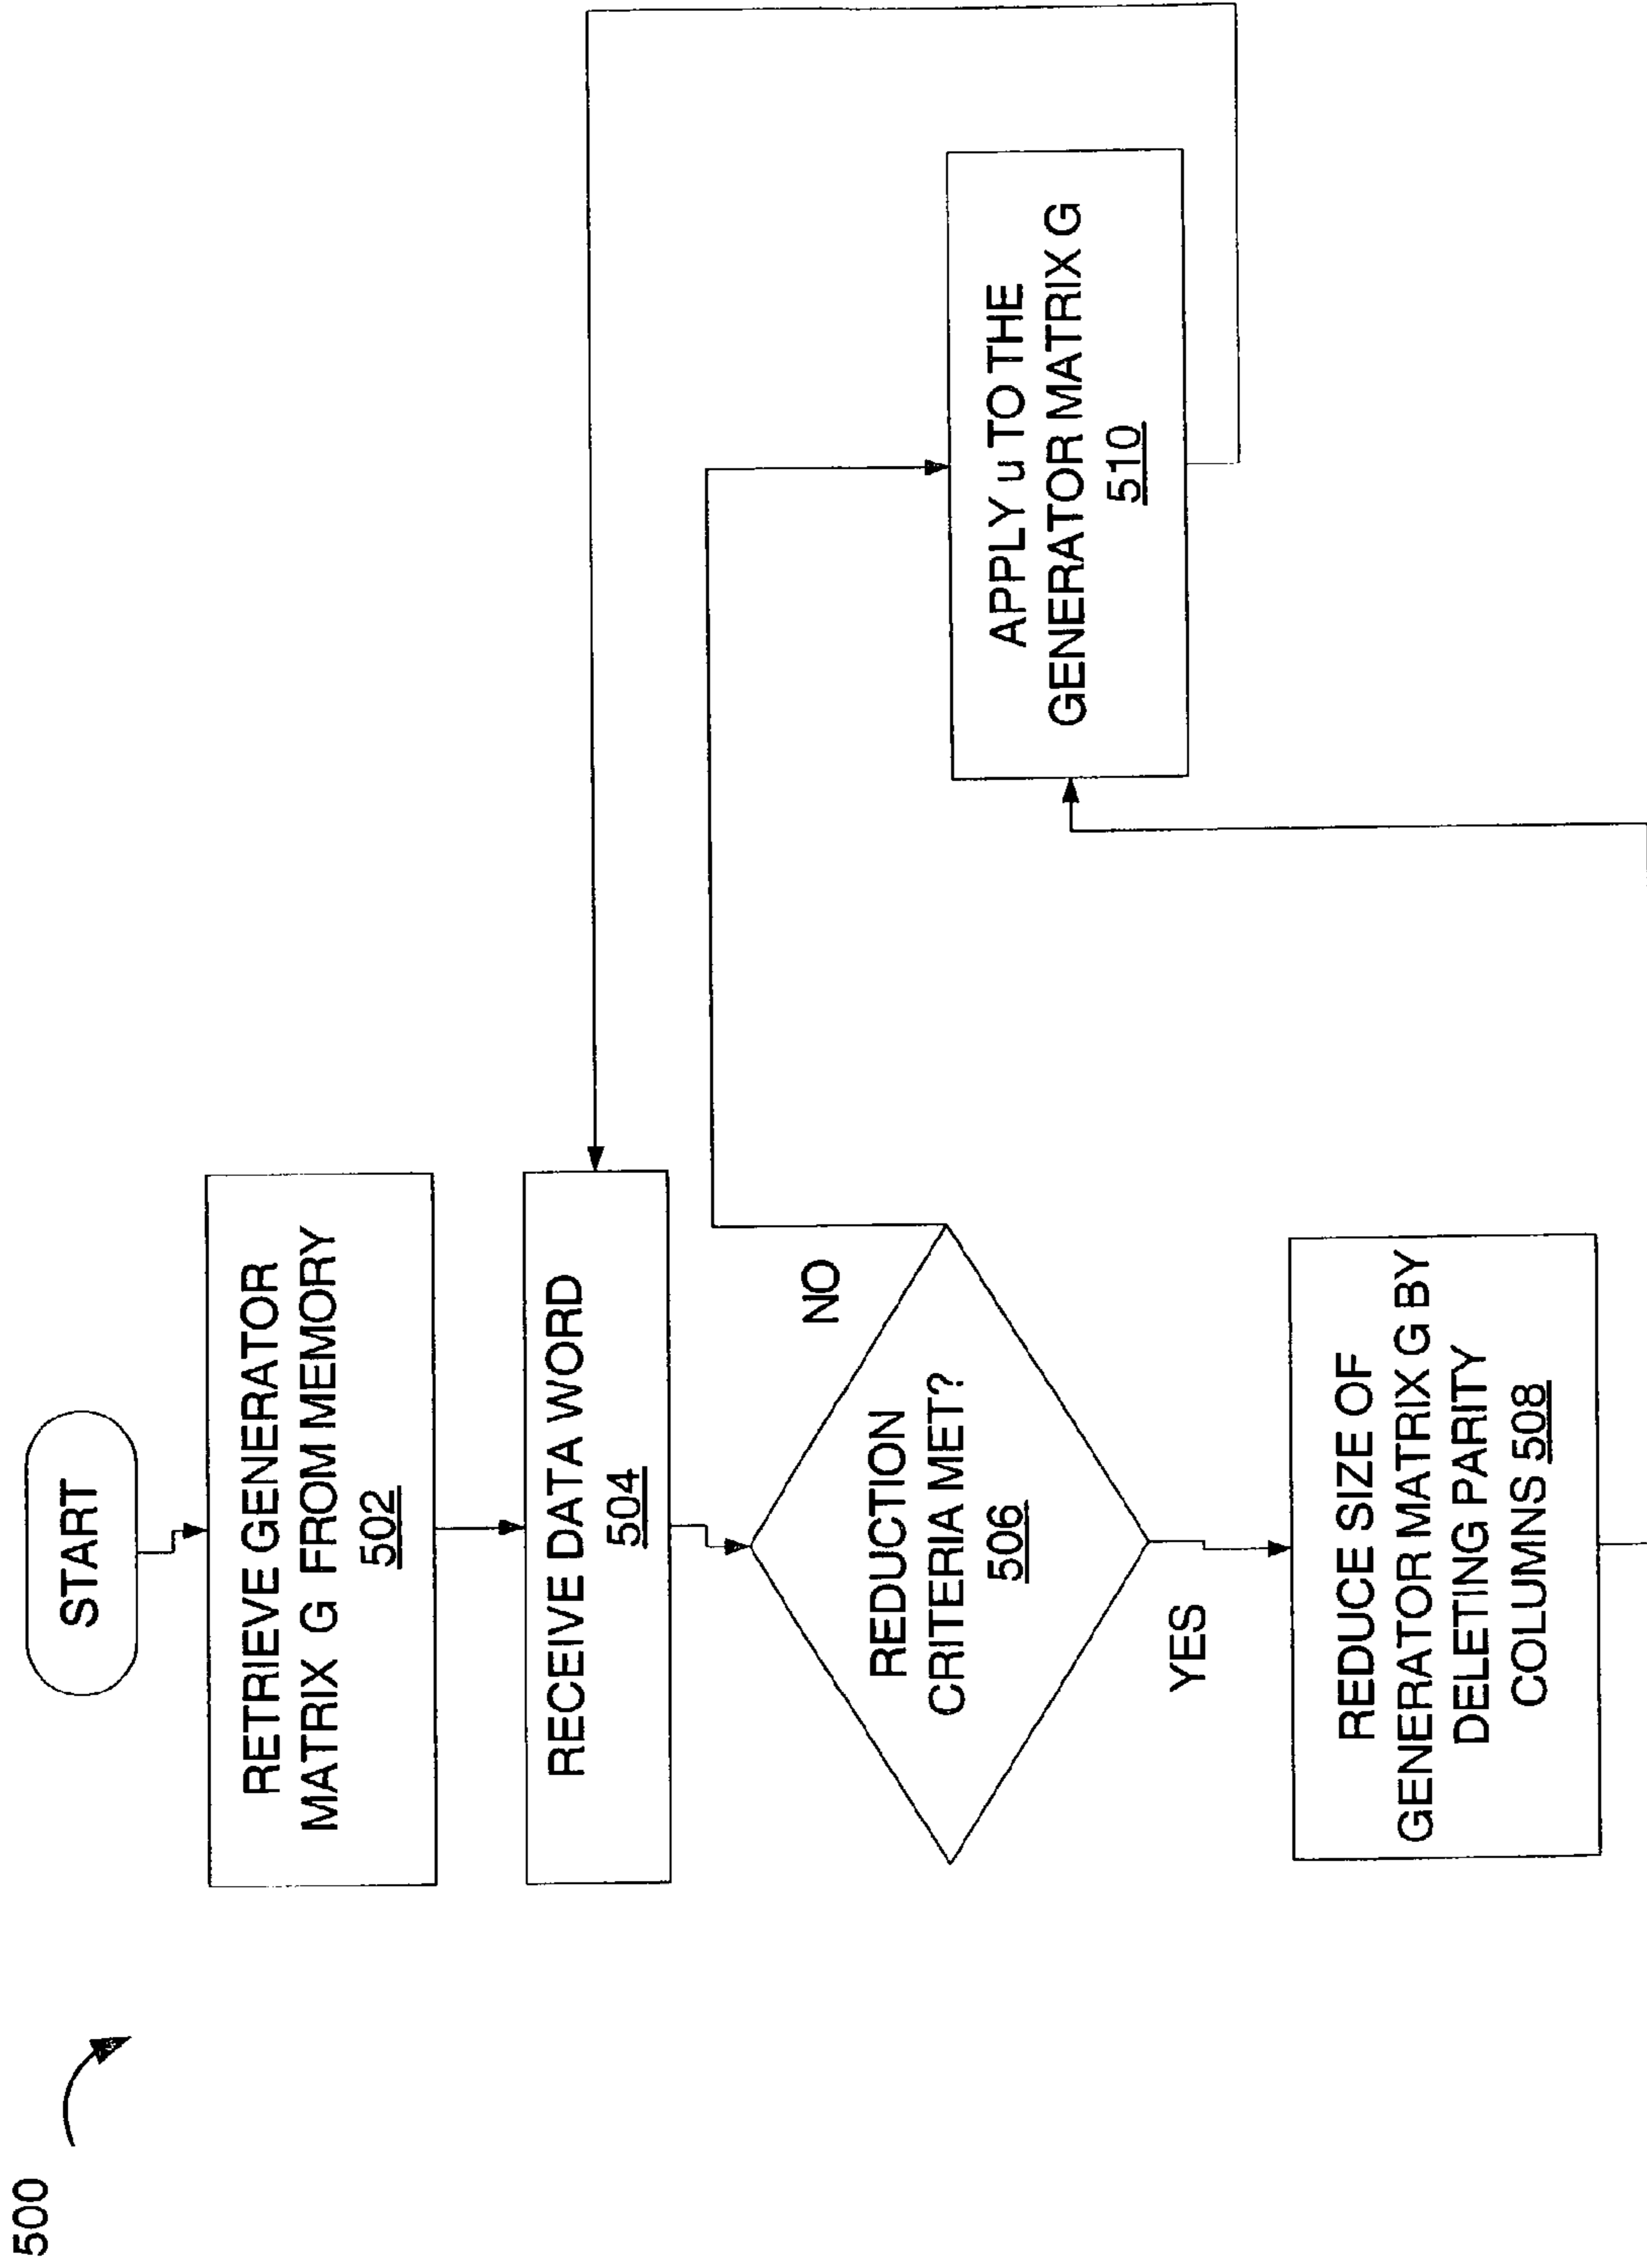 500
START
RETRIEVE GENERATOR
MATRIX G FROM MEMORY
502
RECEIVE DATA WORD
504
REDUCTION
CRITERIA MET?
506
NO
YES
REDUCE SIZE OF
GENERATOR MATRIX G BY
DELETING PARITY
COLUMNS 508
APPLY u TO THE
GENERATOR MATRIX G
510